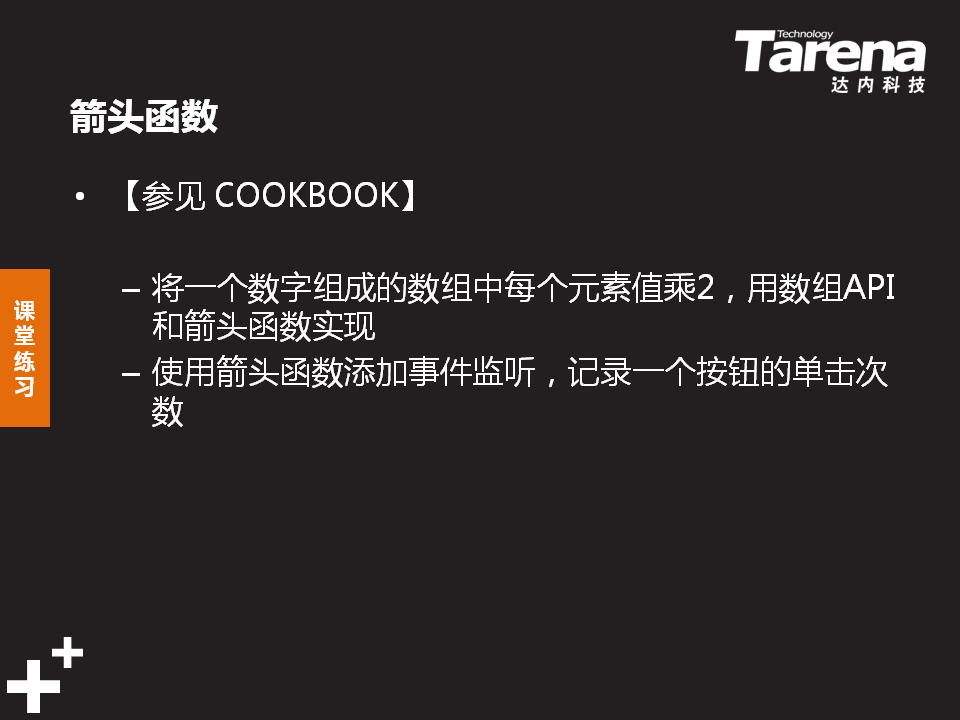 Technology
Tarena
达内科技
箭头函数
• 【参见 COOKBOOK】
– 将一个数字组成的数组中每个元素值乘2，用数组API
和箭头函数实现
– 使用箭头函数添加事件监听，记录一个按钮的单击次
数
课
堂
练
习